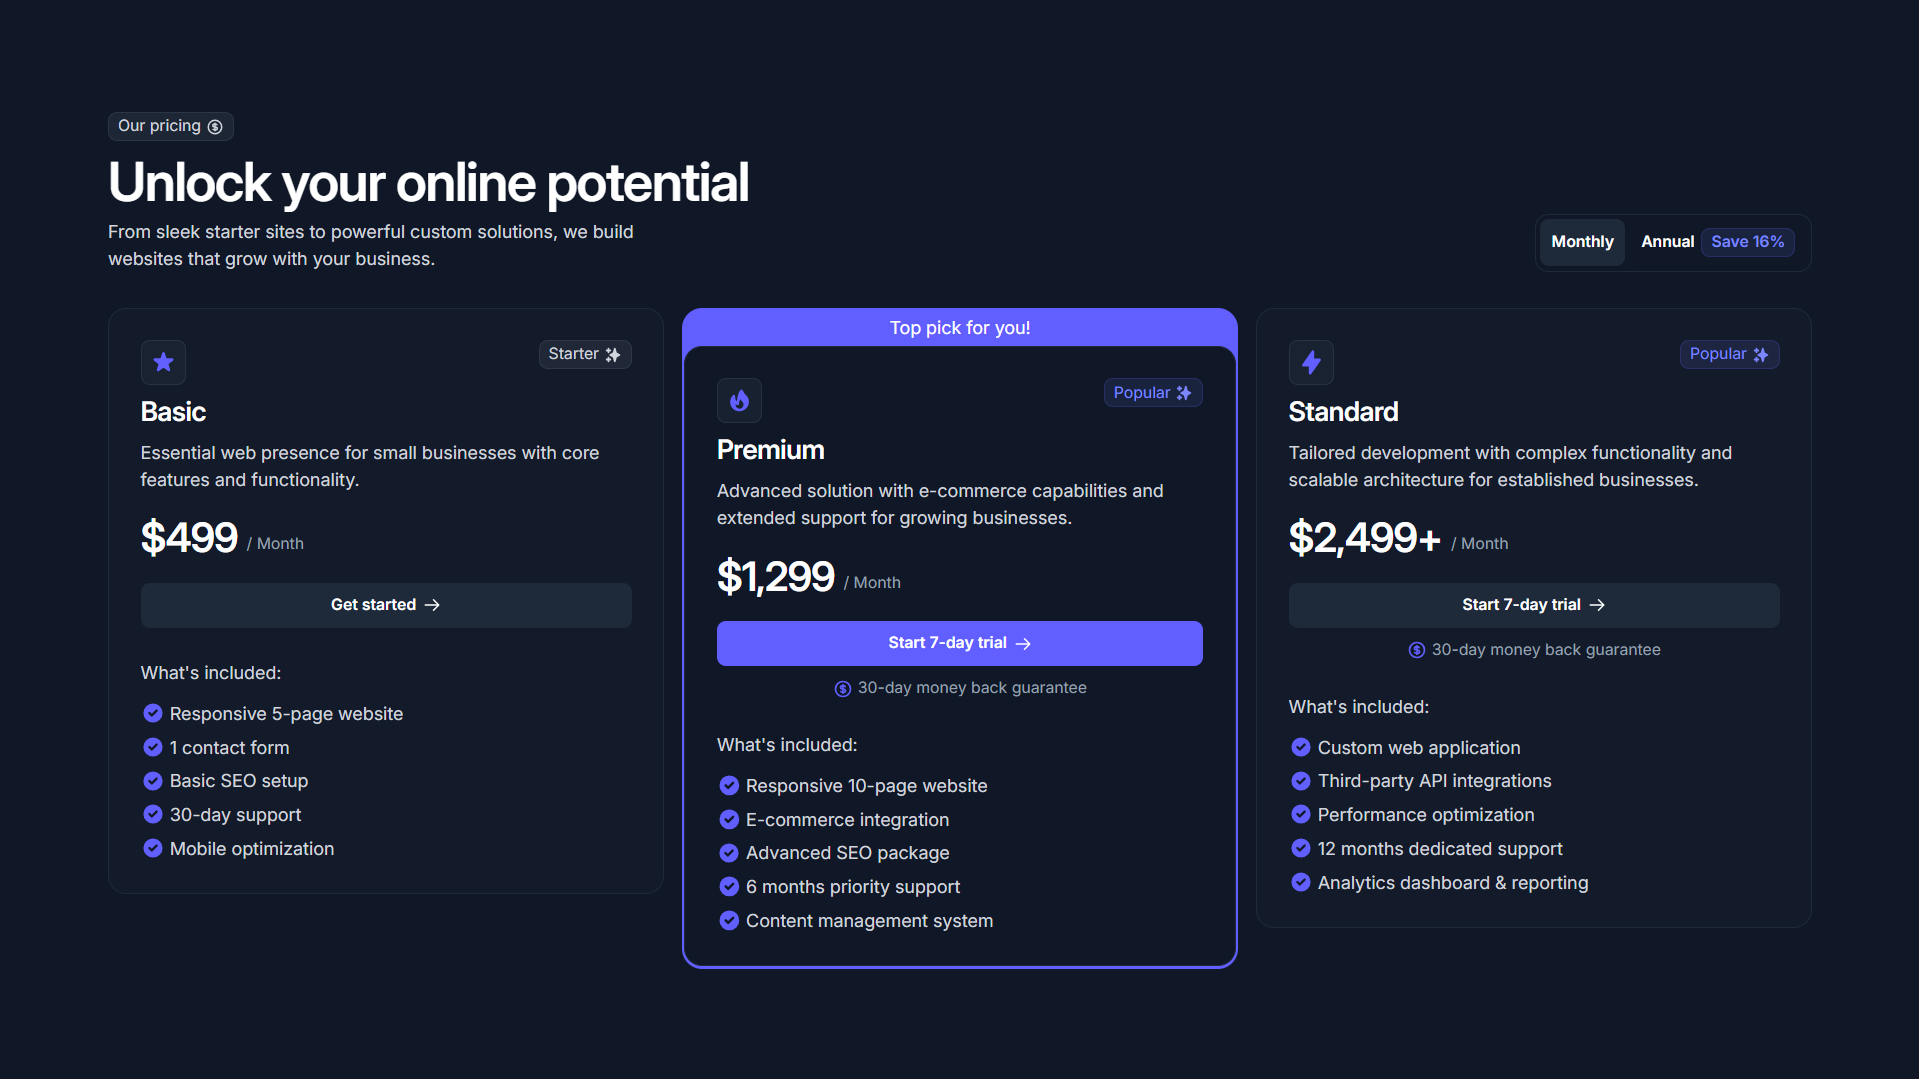 Our pricing
Unlock your online potential
From sleek starter sites to powerful custom solutions, we build
websites that grow with your business.
Monthly
Annual
Save 16%
Starter
Basic
Essential web presence for small businesses with core
features and functionality.
$499 / Month
Get started
What's included:
Responsive 5-page website
1 contact form
Basic SEO setup
30-day support
Mobile optimization
Top pick for you!
Popular
Premium
Advanced solution with e-commerce capabilities and
extended support for growing businesses.
$1,299 / Month
Start 7-day trial
30-day money back guarantee
What's included:
Responsive 10-page website
E-commerce integration
Advanced SEO package
6 months priority support
Content management system
Popular
Standard
Tailored development with complex functionality and
scalable architecture for established businesses.
$2,499+ / Month
Start 7-day trial
30-day money back guarantee
What's included:
Custom web application
Third-party API integrations
Performance optimization
12 months dedicated support
Analytics dashboard & reporting